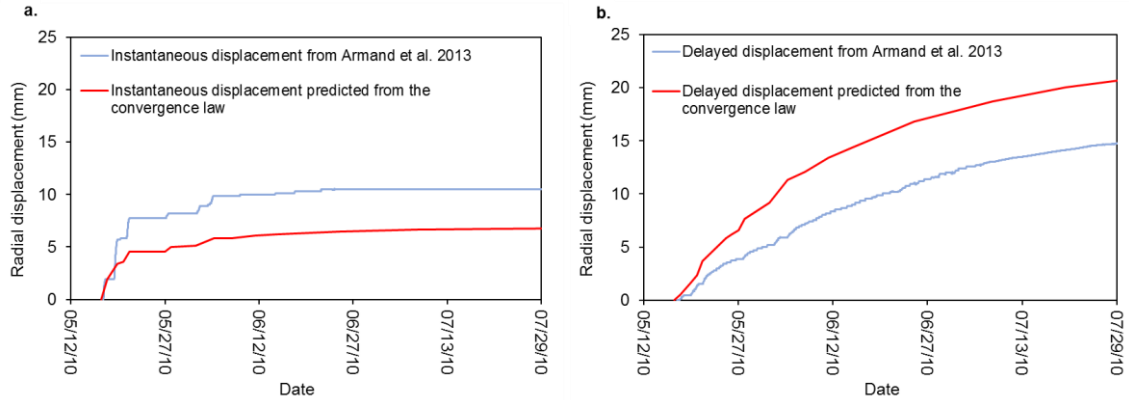 a.
25
20
15
10
5
0
Radial displacement (mm)
Instantaneous displacement from Armand et al. 2013
Instantaneous displacement predicted from the
convergence law
05/12/10
05/27/10
06/12/10
06/27/10
07/13/10
07/29/10
Date
b.
25
20
15
10
5
0
Radial displacement (mm)
Delayed displacement from Armand et al. 2013
Delayed displacement predicted from the
convergence law
05/12/10
05/27/10
06/12/10
06/27/10
07/13/10
07/29/10
Date